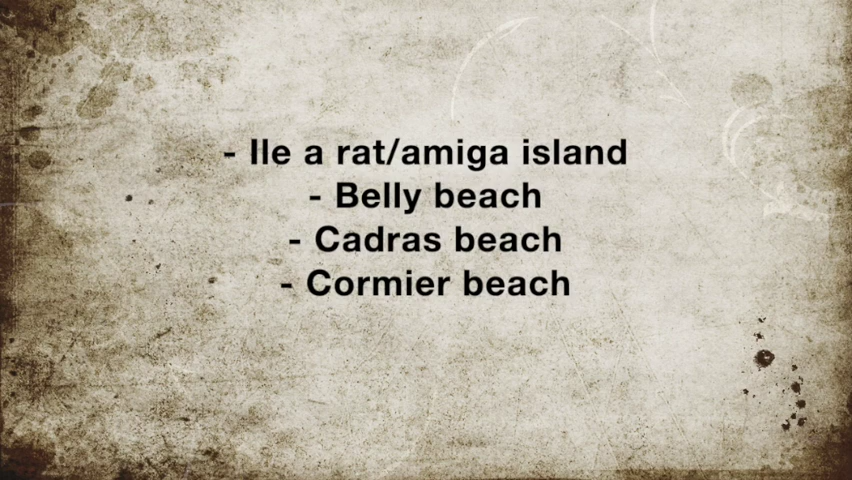 - Ile a rat/amiga island
- Belly beach
- Cadras beach
- Cormier beach